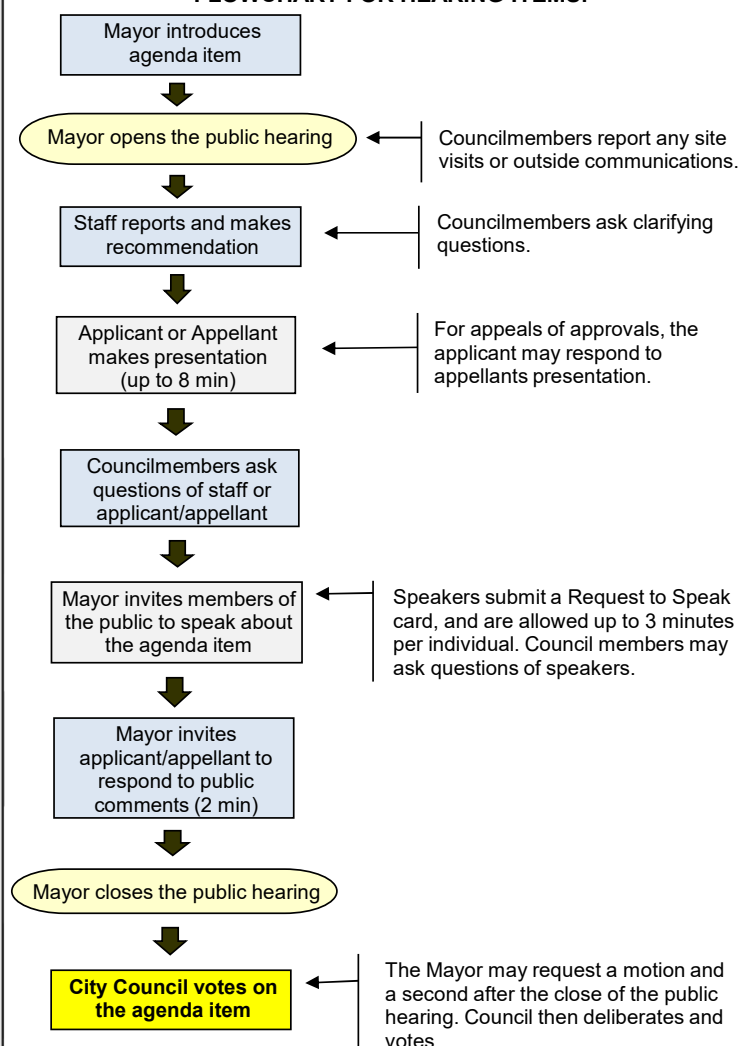 FLOWCHART FOR HEARING ITEMS:
Mayor introduces
agenda item
Mayor opens the public hearing
Councilmembers report any site
visits or outside communications.
Staff reports and makes
recommendation
Councilmembers ask clarifying
questions.
Applicant or Appellant
makes presentation
(up to 8 min)
For appeals of approvals, the
applicant may respond to
appellants presentation.
Councilmembers ask
questions of staff or
applicant/appellant
Mayor invites members of
the public to speak about
the agenda item
Speakers submit a Request to Speak
card, and are allowed up to 3 minutes
per individual. Council members may
ask questions of speakers.
Mayor invites
applicant/appellant to
respond to public
comments (2 min)
Mayor closes the public hearing
City Council votes on
the agenda item
The Mayor may request a motion and
a second after the close of the public
hearing. Council then deliberates and
votes